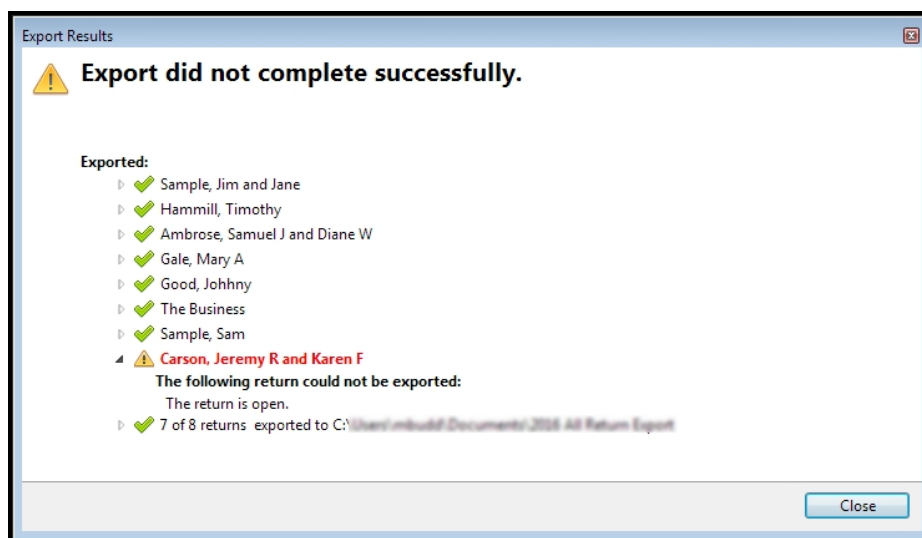 Export Results
Export did not complete successfully.
Exported:
Sample, Jim and Jane
Hammill, Timothy
Ambrose, Samuel J and Diane W
Gale, Mary A
Good, Johhny
The Business
Sample, Sam
Carson, Jeremy R and Karen F
The following return could not be exported:
The return is open.
7 of 8 returns exported to C:\
Close